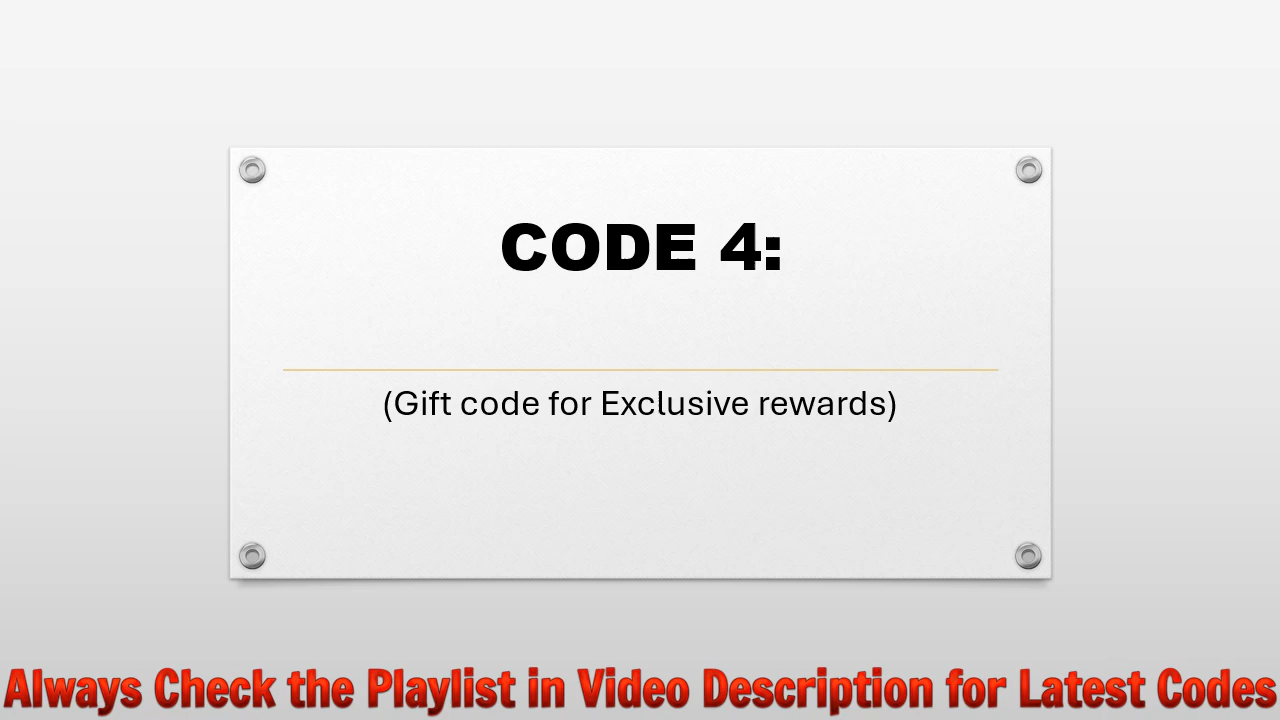 CODE 4:
(Gift code for Exclusive rewards)
Always Check the Playlist in Video Description for Latest Codes